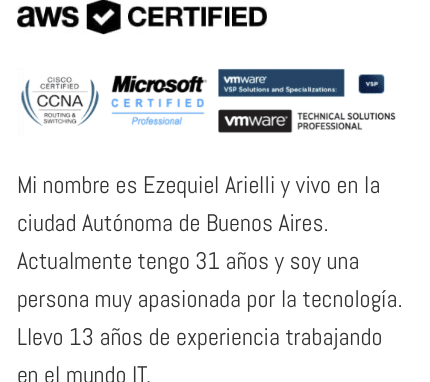 aws CERTIFIED
CISCO
CERTIFIED
CCNA
ROUTING &
SWITCHING
Microsoft
CERTIFIED
Professional
vmware
VSP Solutions and Specializations:
VSP
vmware
TECHNICAL SOLUTIONS
PROFESSIONAL
Mi nombre es Ezequiel Arielli y vivo en la
ciudad Autónoma de Buenos Aires.
Actualmente tengo 31 años y soy una
persona muy apasionada por la tecnología.
Llevo 13 años de experiencia trabajando
en el mundo IT.